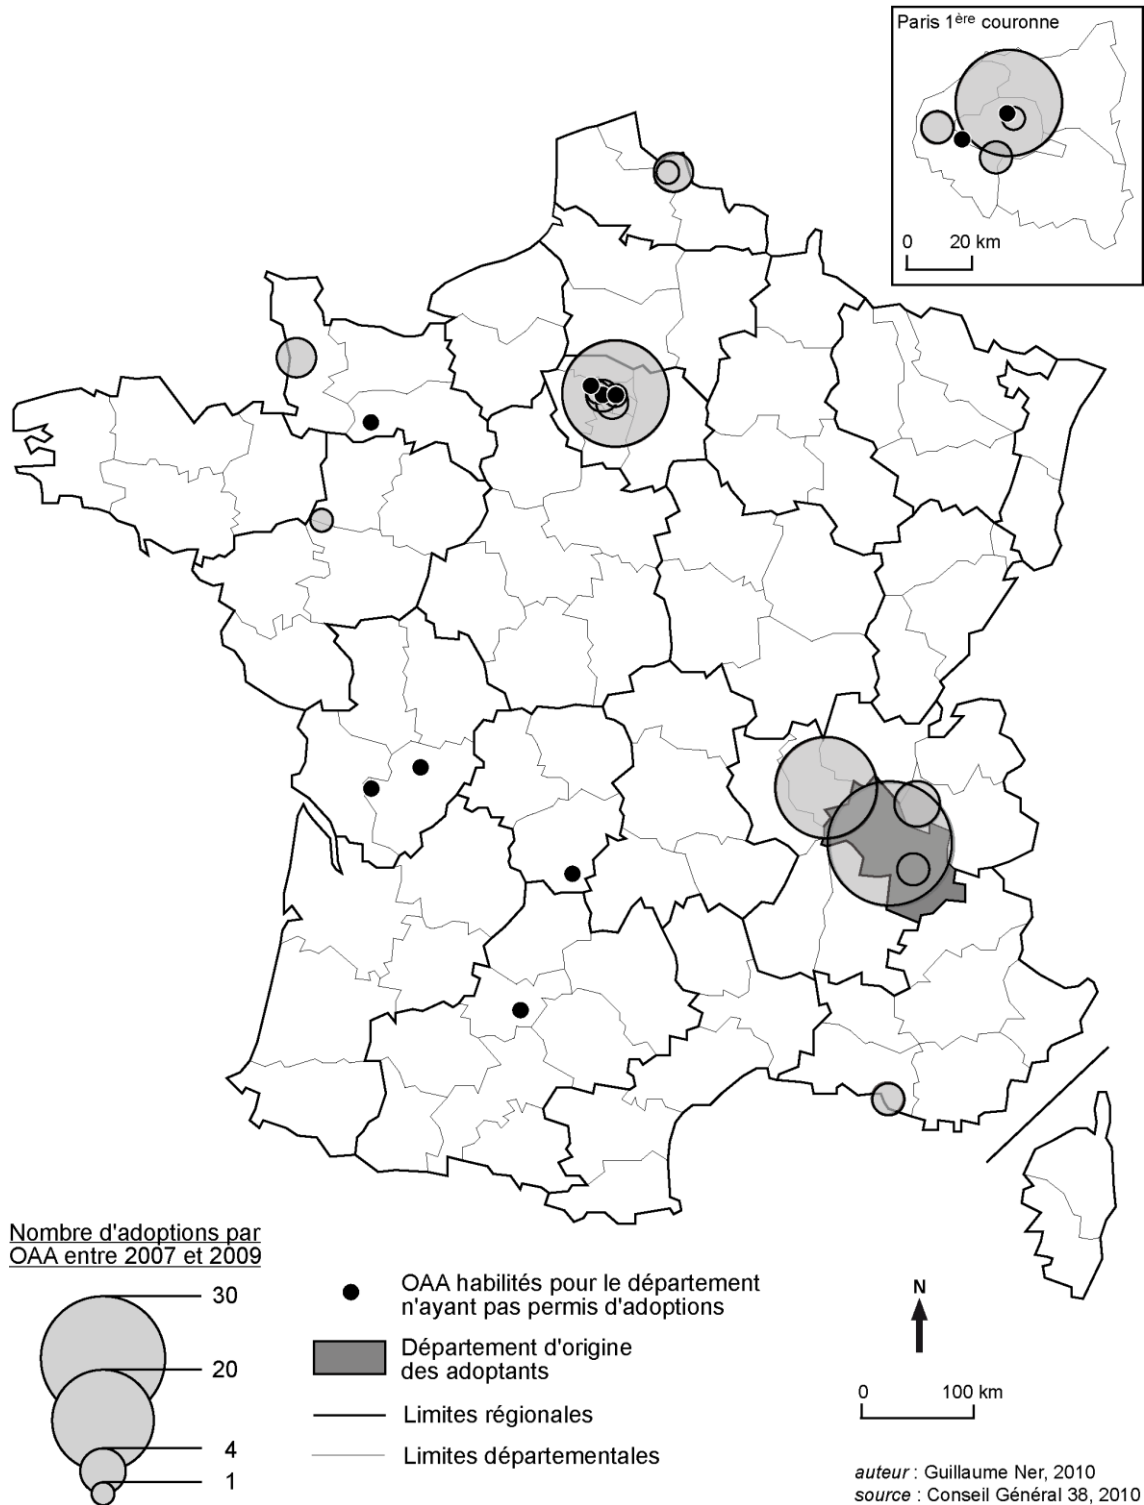 Paris 1ère couronne
0 20 km
Nombre d'adoptions par
OAA entre 2007 et 2009
30
20
4
1
OAA habilités pour le département
n'ayant pas permis d'adoptions
Département d'origine
des adoptants
Limites régionales
Limites départementales
N
0 100 km
auteur : Guillaume Ner, 2010
source : Conseil Général 38, 2010